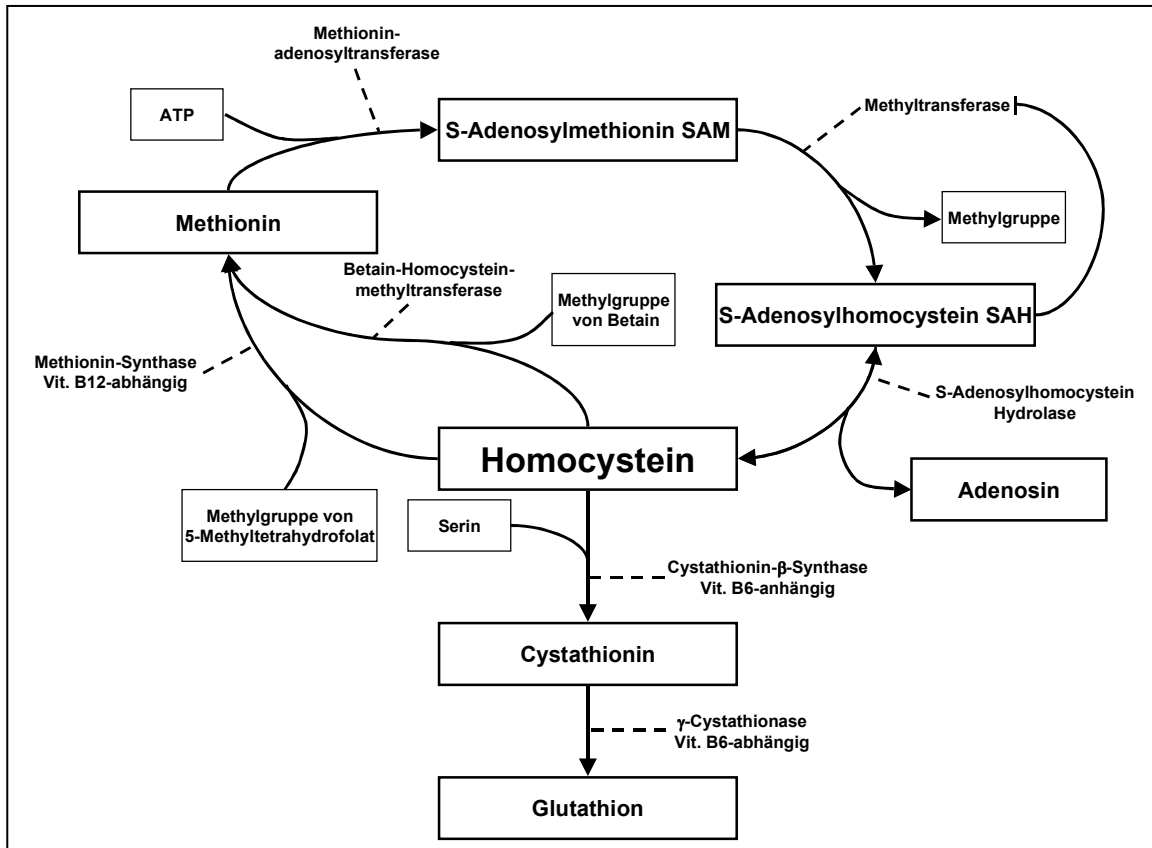 Methionin-
adenosyltransferase
ATP
S-Adenosylmethionin SAM
Methyltransferase
Methionin
Methylgruppe
Betain-Homocystein-
methyltransferase
Methylgruppe
von Betain
S-Adenosylhomocystein SAH
Methionin-Synthase
Vit. B12-abhängig
S-Adenosylhomocystein
Hydrolase
Homocystein
Adenosin
Methylgruppe von
5-Methyltetrahydrofolat
Serin
Cystathionin-β-Synthase
Vit. B6-anhängig
Cystathionin
γ-Cystathionase
Vit. B6-abhängig
Glutathion